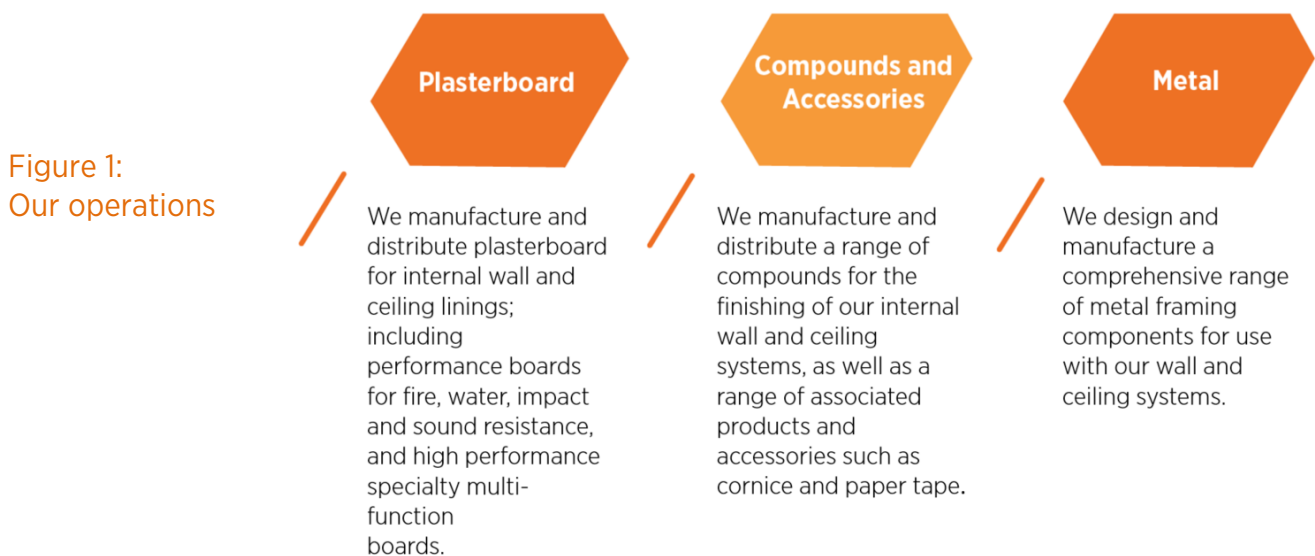 Figure 1:
Our operations
Plasterboard
We manufacture and
distribute plasterboard
for internal wall and
ceiling linings;
including
performance boards
for fire, water, impact
and sound resistance,
and high performance
specialty multi-
function
boards.
Compounds and
Accessories
We manufacture and
distribute a range of
compounds for the
finishing of our internal
wall and ceiling
systems, as well as a
range of associated
products and
accessories such as
cornice and paper tape.
Metal
We design and
manufacture a
comprehensive range
of metal framing
components for use
with our wall and
ceiling systems.